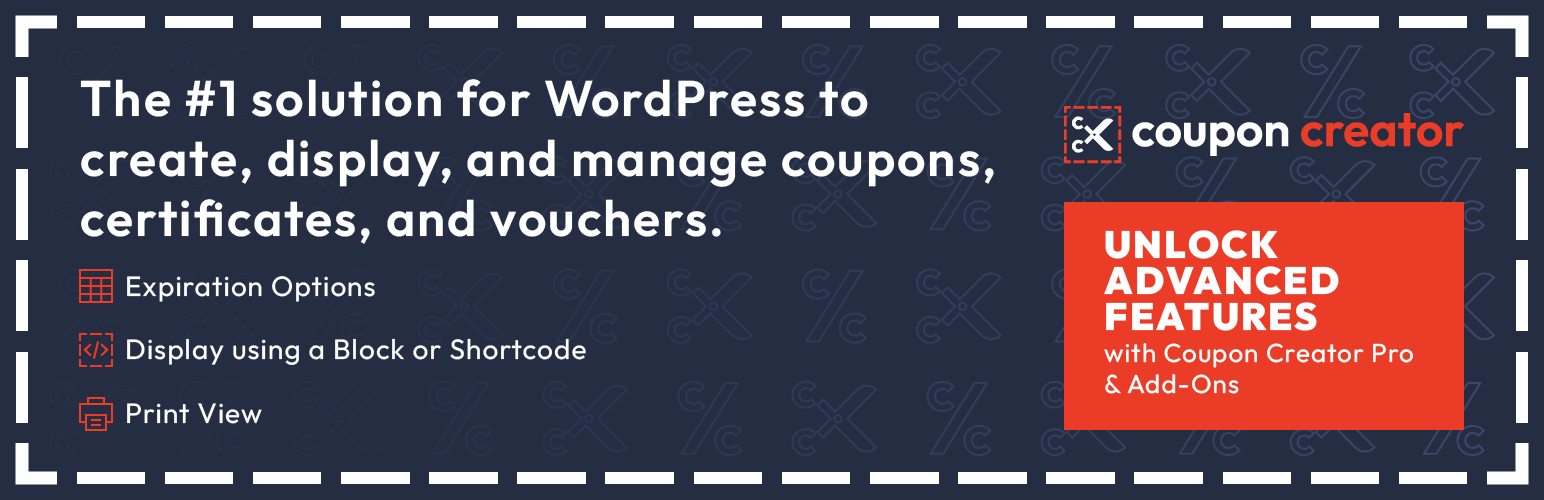 The #1 solution for WordPress to
create, display, and manage coupons,
certificates, and vouchers.
Expiration Options
Display using a Block or Shortcode
Print View
coupon creator
UNLOCK
ADVANCED
FEATURES
with Coupon Creator Pro
& Add-Ons